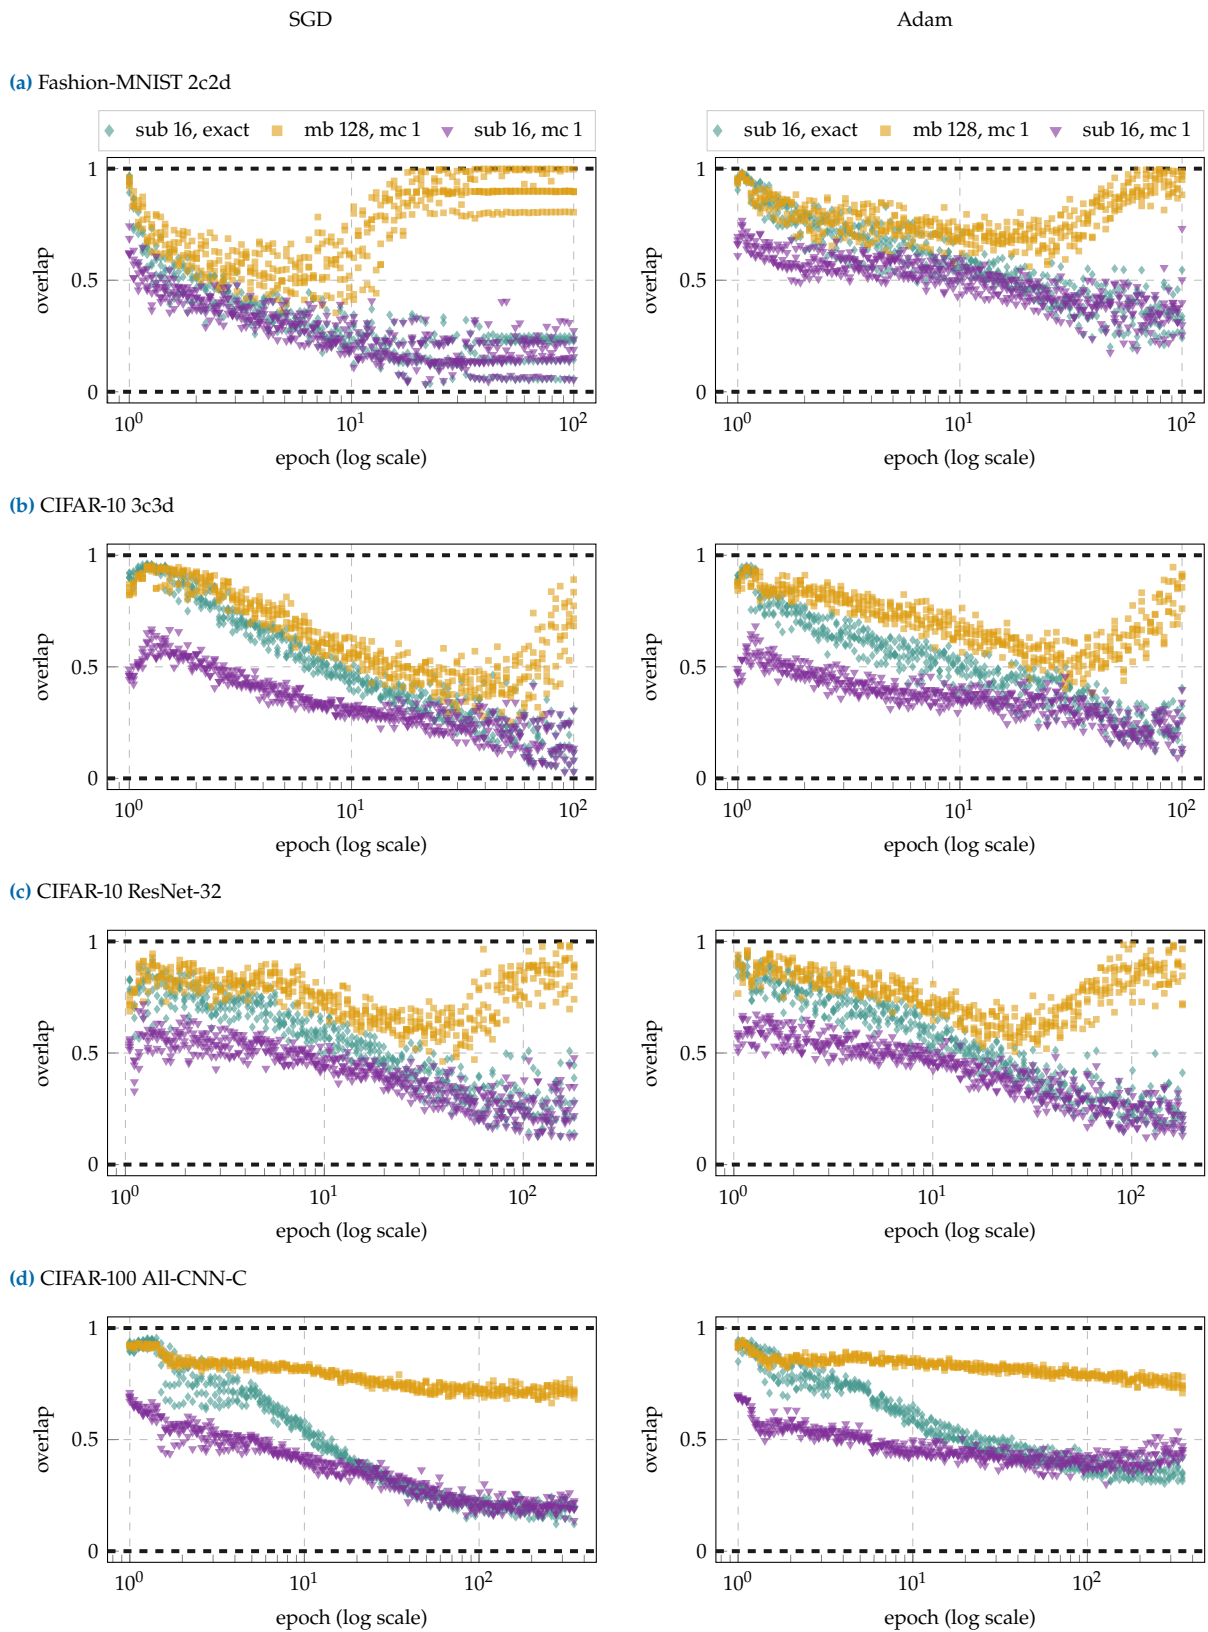 SGD Adam
(a) Fashion-MNIST 2c2d
sub 16, exact mb 128, mc 1 sub 16, mc 1 sub 16, exact mb 128, mc 1 sub 16, mc 1
1 1
overlap 0.5 overlap 0.5
0 0
10^0 10^1 10^2 10^0 10^1 10^2
epoch (log scale) epoch (log scale)
(b) CIFAR-10 3c3d
1 1
overlap 0.5 overlap 0.5
0 0
10^0 10^1 10^2 10^0 10^1 10^2
epoch (log scale) epoch (log scale)
(c) CIFAR-10 ResNet-32
1 1
overlap 0.5 overlap 0.5
0 0
10^0 10^1 10^2 10^0 10^1 10^2
epoch (log scale) epoch (log scale)
(d) CIFAR-100 All-CNN-C
1 1
overlap 0.5 overlap 0.5
0 0
10^0 10^1 10^2 10^0 10^1 10^2
epoch (log scale) epoch (log scale)